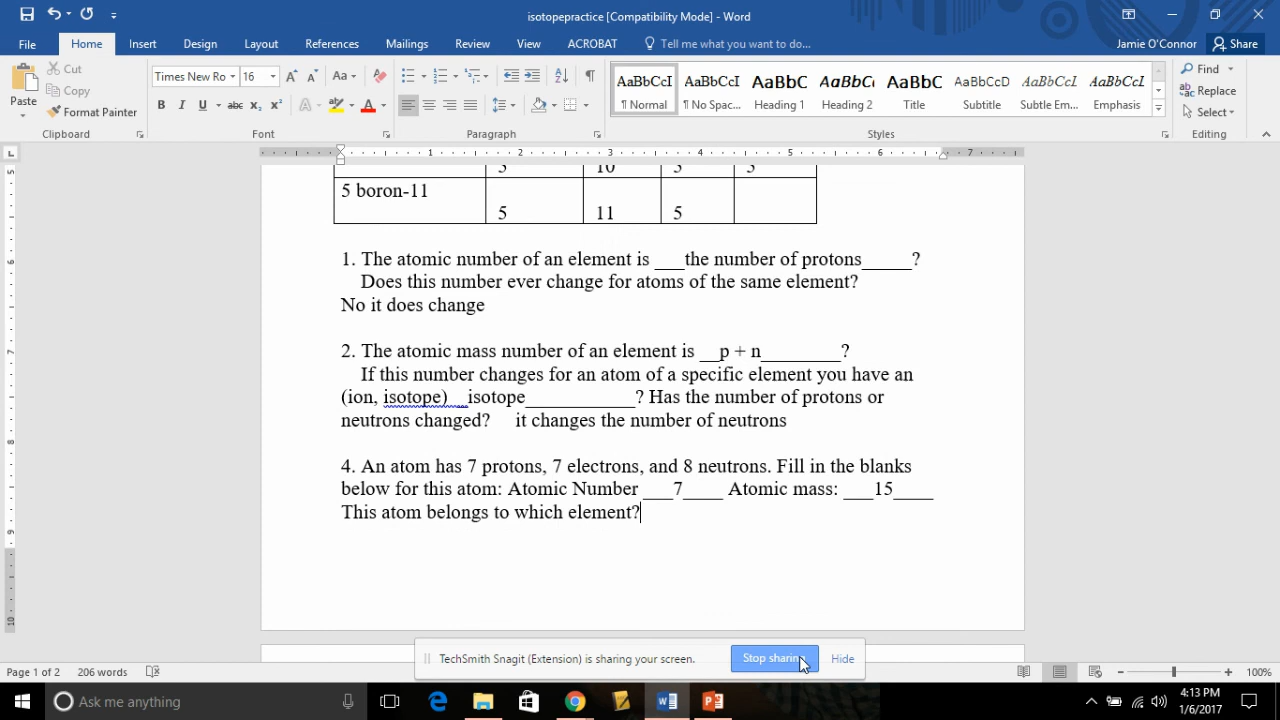 isotopepractice [Compatibility Mode] - Word
File Home Insert Design Layout References Mailings Review View ACROBAT Tell me what you want to do... Jamie O'Connor Share
Paste
Cut
Copy
Format Painter
Clipboard
Times New Ro 16
Font
Paragraph
AaBbCcI AaBbCcI AaBbC AaBbCc AaBbC AaBbCcD AaBbCcI AaBbCcI
¶ Normal ¶ No Spac... Heading 1 Heading 2 Title Subtitle Subtle Em... Emphasis
Styles
Find
Replace
Select
Editing
1 2 3 4 5 6 7
5 boron-11 5 11 5
1. The atomic number of an element is ___the number of protons_____?
Does this number ever change for atoms of the same element?
No it does change
2. The atomic mass number of an element is __p + n________?
If this number changes for an atom of a specific element you have an
(ion, isotope) _isotope___________? Has the number of protons or
neutrons changed? it changes the number of neutrons
4. An atom has 7 protons, 7 electrons, and 8 neutrons. Fill in the blanks
below for this atom: Atomic Number ___7____ Atomic mass: ___15____
This atom belongs to which element?
TechSmith Snagit (Extension) is sharing your screen. Stop sharing Hide
Page 1 of 2 206 words 100%
Ask me anything
4:13 PM
1/6/2017